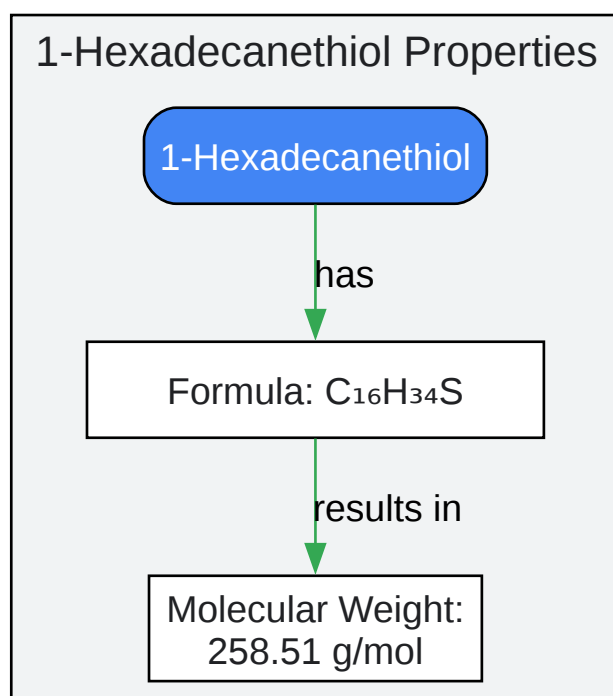 1-Hexadecanethiol Properties
1-Hexadecanethiol
has
Formula: C₁₆H₃₄S
results in
Molecular Weight:
258.51 g/mol